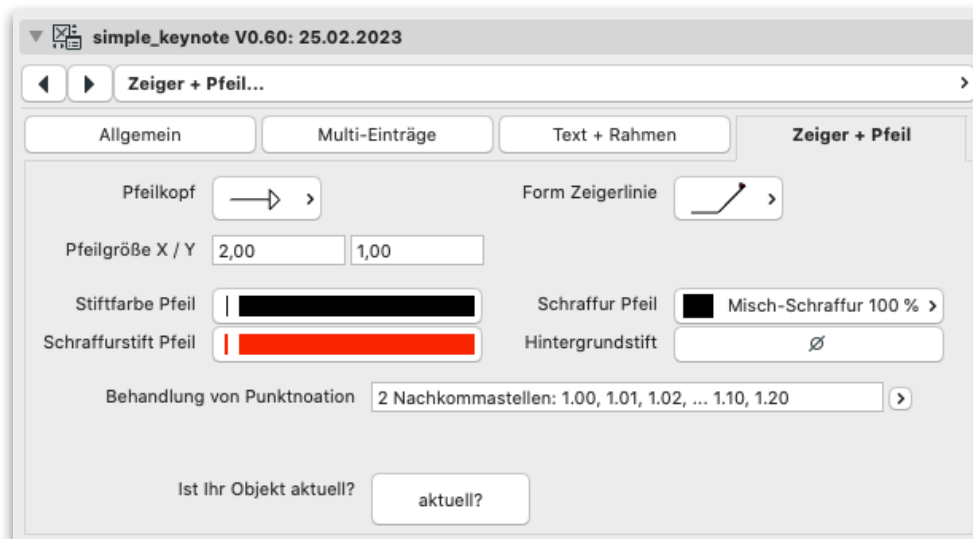 simple_keynote V0.60: 25.02.2023
Zeiger + Pfeil...
Allgemein
Multi-Einträge
Text + Rahmen
Zeiger + Pfeil
Pfeilkopf
Form Zeigerlinie
Pfeilgröße X / Y
2,00
1,00
Stiftfarbe Pfeil
Schraffur Pfeil
Misch-Schraffur 100 %
Schraffurstift Pfeil
Hintergrundstift
Behandlung von Punktnoation
2 Nachkommastellen: 1.00, 1.01, 1.02, ... 1.10, 1.20
Ist Ihr Objekt aktuell?
aktuell?